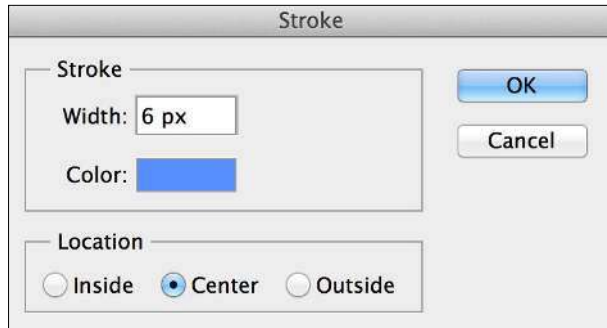 Stroke
Stroke
Width: 6 px
Color:
OK
Cancel
Location
Inside Center Outside